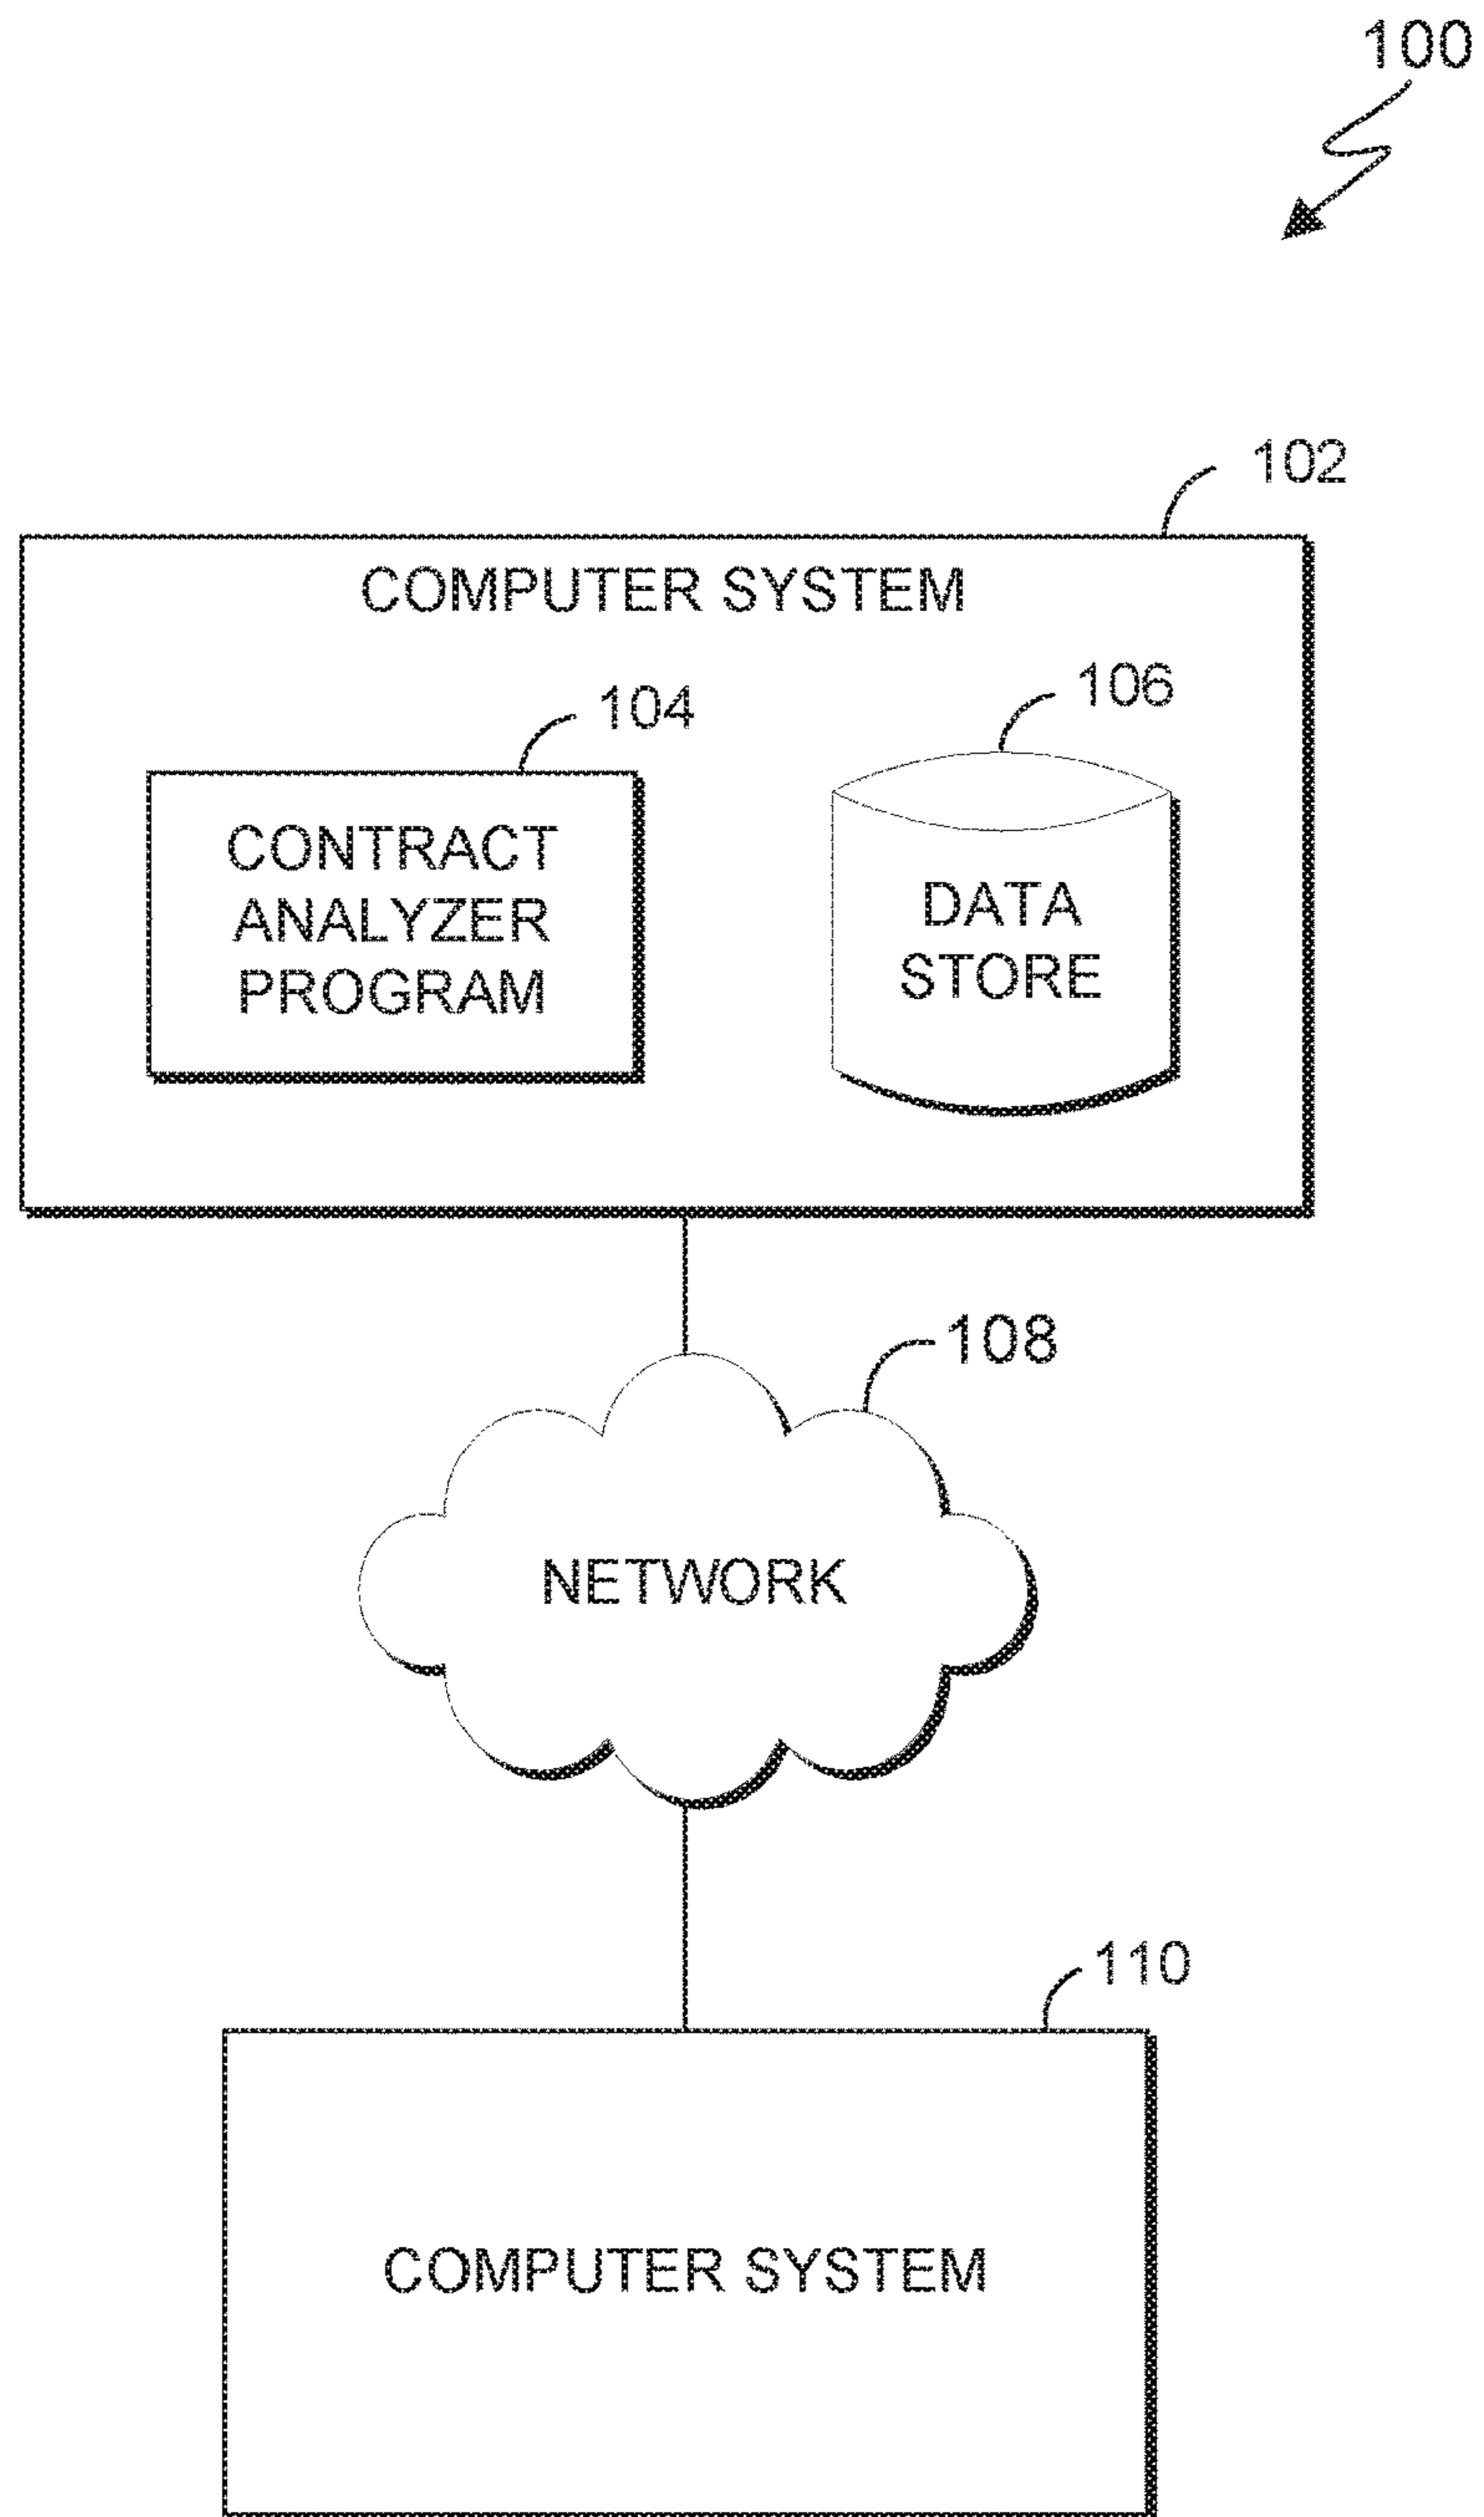 100
102
COMPUTER SYSTEM
104
106
CONTRACT
ANALYZER
PROGRAM
DATA
STORE
108
NETWORK
110
COMPUTER SYSTEM